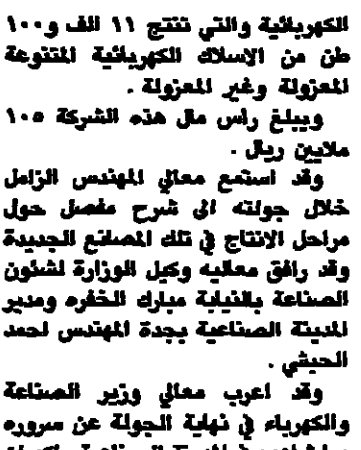 الكهربائية والتي تنتج ١١ الف و١٠٠
طن من الاسلاك الكهربائية المتنوعة
المعزولة وغير المعزولة .
ويبلغ راس مال هذه الشركة ١٠٥
ملايين ريال .
وقد استمع معالي المهندس الزامل
خلال جولته الى شرح مفصل حول
مراحل الانتاج في تلك المصانع الجديدة
وقد رافق معاليه وكيل الوزارة لشئون
الصناعة بالنيابة مبارك الخفره ومدير
المدينة الصناعية بجدة المهندس احمد
الحبشي .
وقد اعرب معالي وزير الصناعة
والكهرباء في نهاية الجولة عن سروره